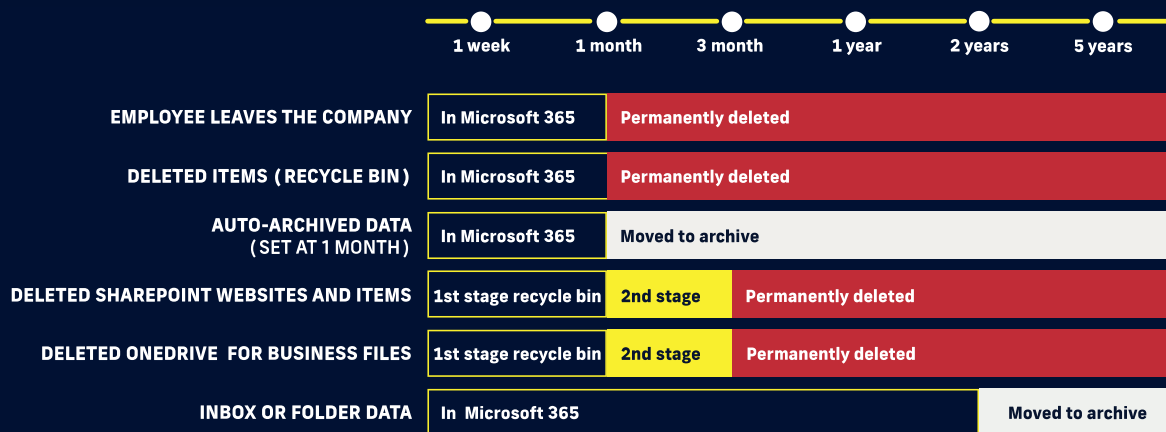 1 week 1 month 3 month 1 year 2 years 5 years
EMPLOYEE LEAVES THE COMPANY In Microsoft 365 Permanently deleted
DELETED ITEMS (RECYCLE BIN) In Microsoft 365 Permanently deleted
AUTO-ARCHIVED DATA
(SET AT 1 MONTH) In Microsoft 365 Moved to archive
DELETED SHAREPOINT WEBSITES AND ITEMS 1st stage recycle bin 2nd stage Permanently deleted
DELETED ONEDRIVE FOR BUSINESS FILES 1st stage recycle bin 2nd stage Permanently deleted
INBOX OR FOLDER DATA In Microsoft 365 Moved to archive